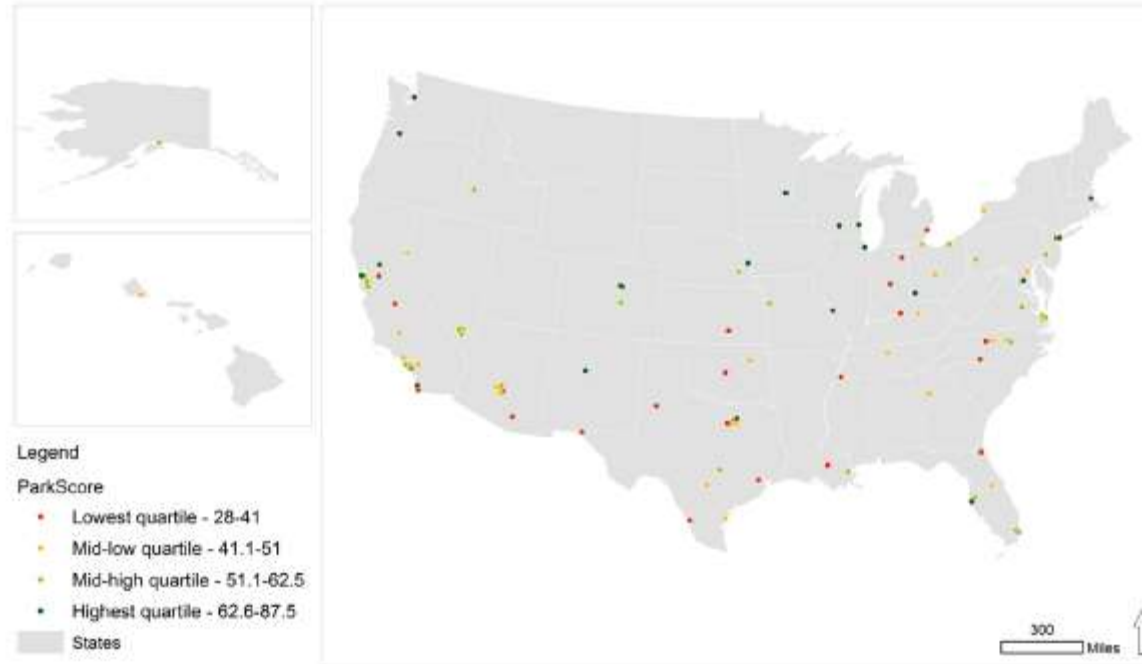 Legend
ParkScore
Lowest quartile - 28-41
Mid-low quartile - 41.1-51
Mid-high quartile - 51.1-62.5
Highest quartile - 62.6-87.5
States
300
Miles